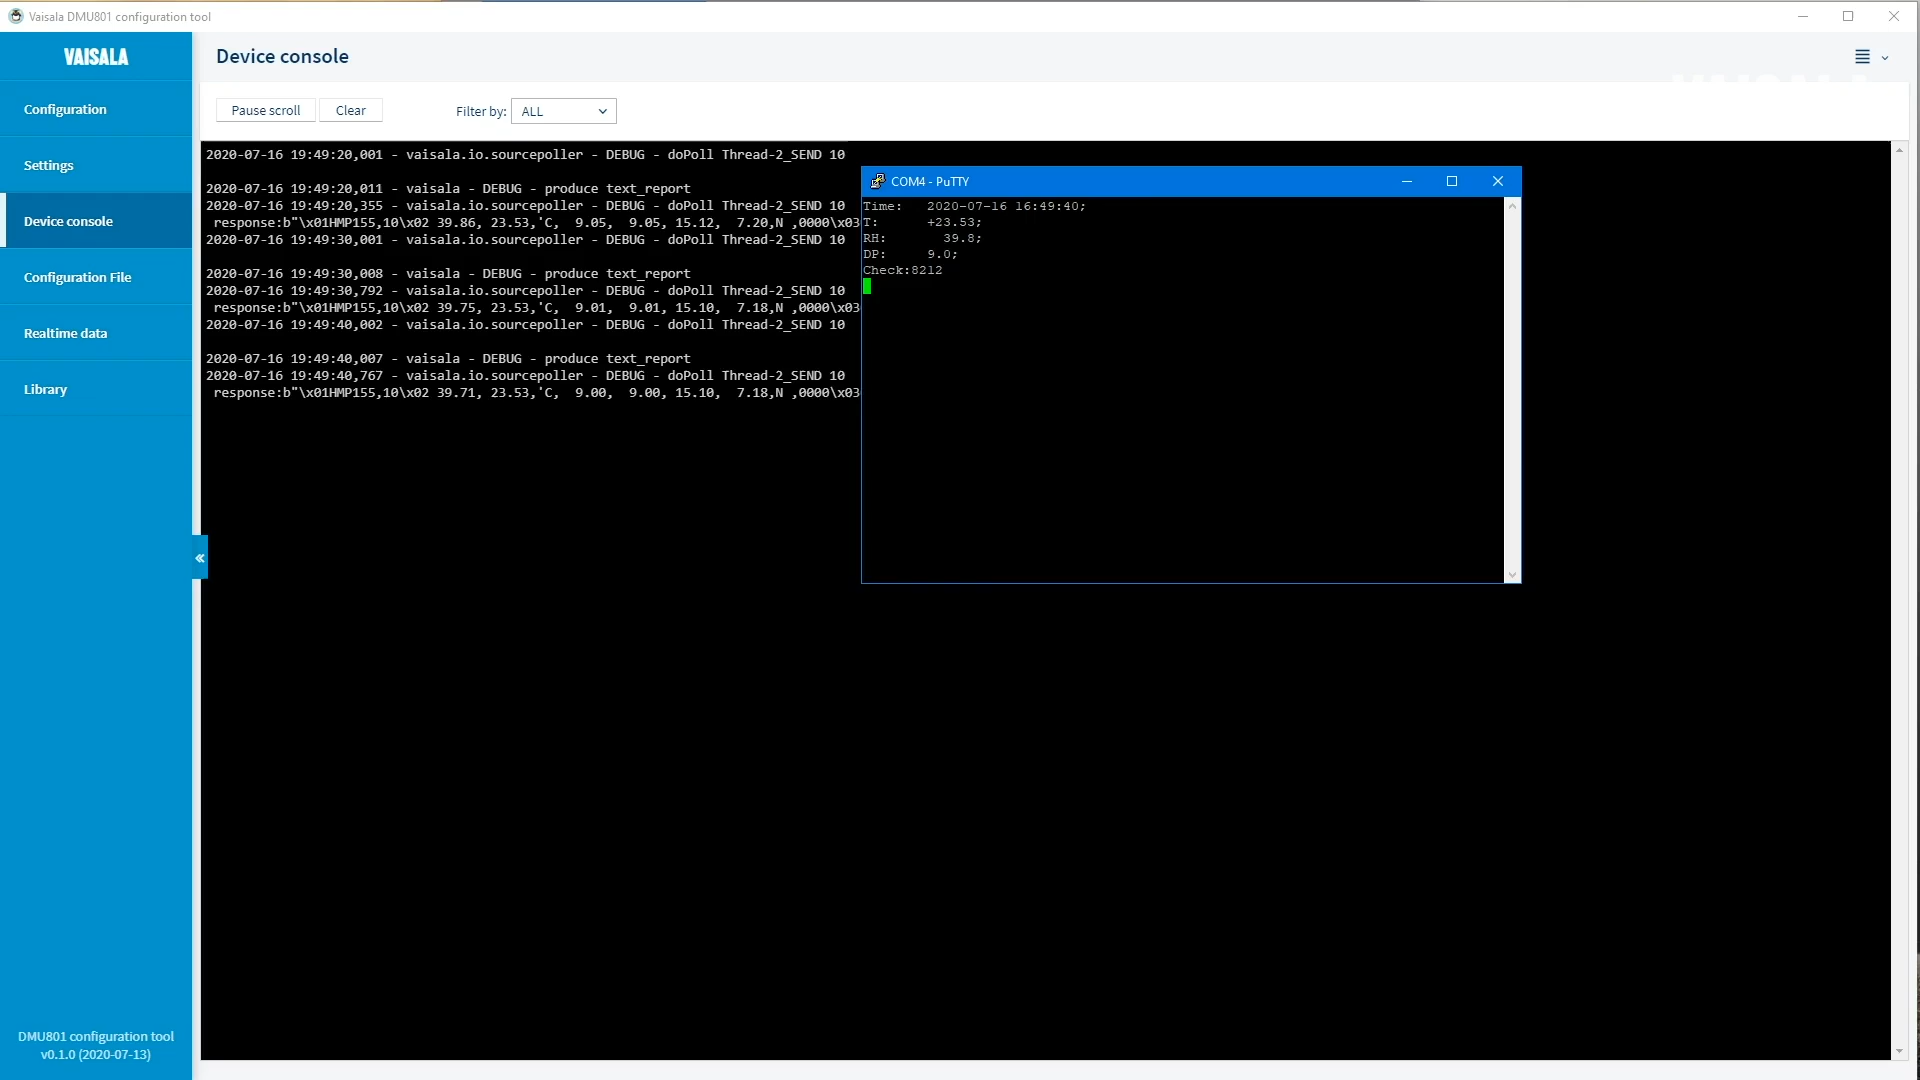 Vaisala DMU801 configuration tool
VAISALA
Device console
Configuration
Settings
Device console
Configuration File
Realtime data
Library
Pause scroll
Clear
Filter by:
ALL
2020-07-16 19:49:20,001 - vaisala.io.sourcepoller - DEBUG - doPoll Thread-2_SEND 10
2020-07-16 19:49:20,011 - vaisala - DEBUG - produce text_report
2020-07-16 19:49:20,355 - vaisala.io.sourcepoller - DEBUG - doPoll Thread-2_SEND 10
response:b"\x01HMP155,10\x02 39.86, 23.53,'C,  9.05,  9.05, 15.12,  7.20,N ,0000\x03
2020-07-16 19:49:30,001 - vaisala.io.sourcepoller - DEBUG - doPoll Thread-2_SEND 10
2020-07-16 19:49:30,008 - vaisala - DEBUG - produce text_report
2020-07-16 19:49:30,792 - vaisala.io.sourcepoller - DEBUG - doPoll Thread-2_SEND 10
response:b"\x01HMP155,10\x02 39.75, 23.53,'C,  9.01,  9.01, 15.10,  7.18,N ,0000\x03
2020-07-16 19:49:40,002 - vaisala.io.sourcepoller - DEBUG - doPoll Thread-2_SEND 10
2020-07-16 19:49:40,007 - vaisala - DEBUG - produce text_report
2020-07-16 19:49:40,767 - vaisala.io.sourcepoller - DEBUG - doPoll Thread-2_SEND 10
response:b"\x01HMP155,10\x02 39.71, 23.53,'C,  9.00,  9.00, 15.10,  7.18,N ,0000\x03
COM4 - PuTTY
Time:   2020-07-16 16:49:40;
T:      +23.53;
RH:       39.8;
DP:     9.0;
Check:8212
DMU801 configuration tool
v0.1.0 (2020-07-13)